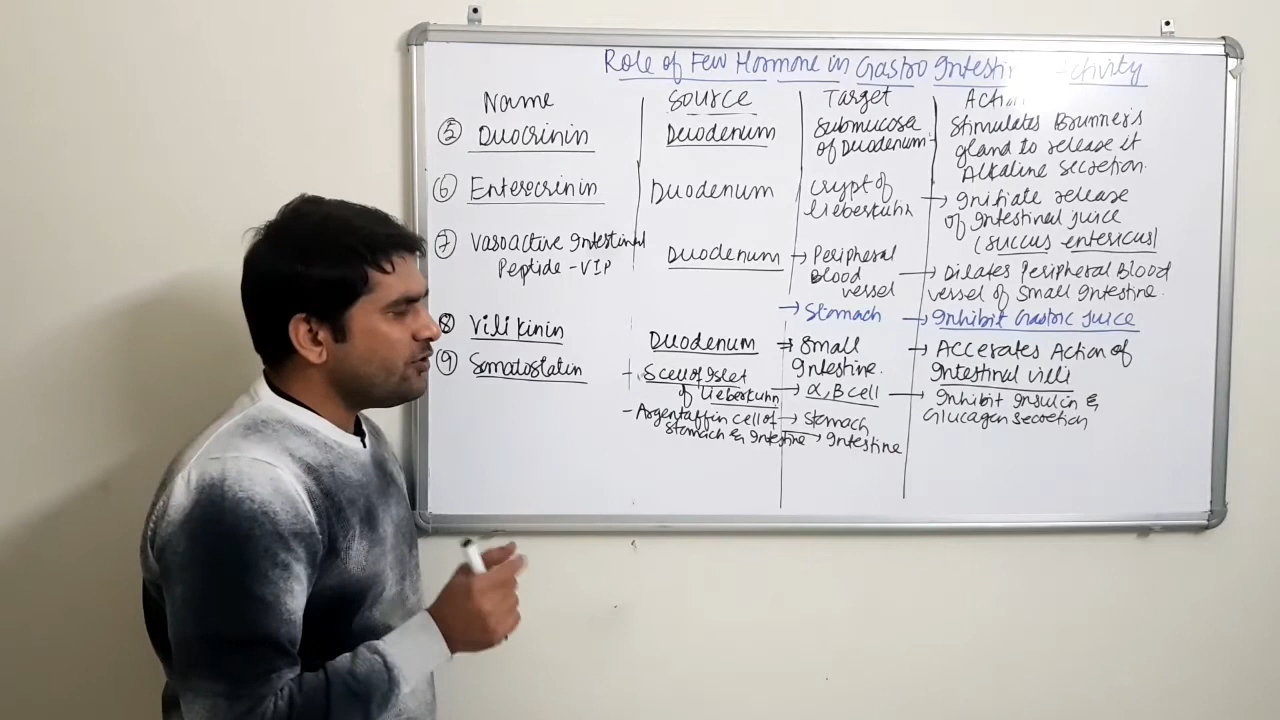 Role of Few Hormone in Gastro Intesti ctivity
Name Source Target Acti
⑤ Duocrinin Duodenum Submucosa of Duodenum Stimulates Brunner's gland to release it Alkaline Secretion.
⑥ Enterocrinin Duodenum Crypt of Lieberkuhn → Initiate release of Intestinal juice (Succus entericus)
⑦ Vasoactive Intestinal Peptide - VIP Duodenum → Peripheral Blood vessel → Dilates Peripheral Blood vessel of Small Intestine.
→ Stomach → Inhibit Gastric Juice
⑧ Vilikinin Duodenum → Small Intestine. → Accerates Action of Intestinal villi
⑨ Somatostatin + S cell of Islet of Lieberkuhn → α, B cell → Inhibit Insulin & Glucagon Secretion
- Argentaffin cell of Stomach & Intestine → Stomach → Intestine